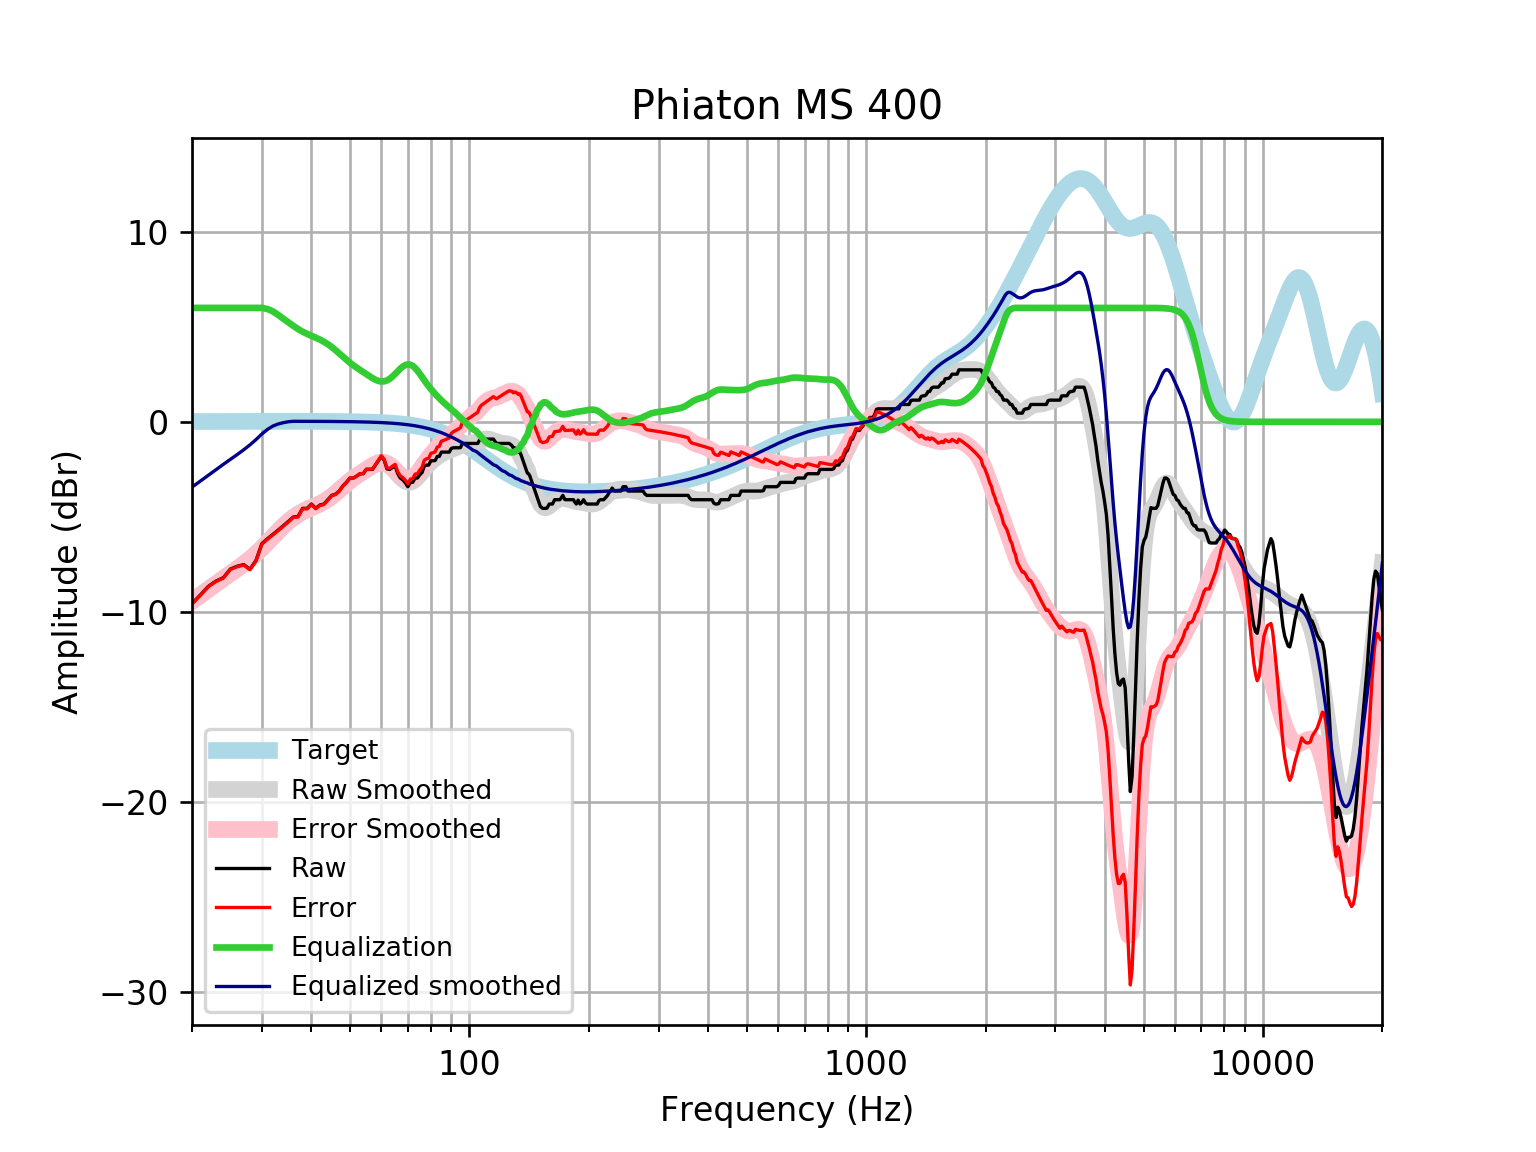 Phiaton MS 400
Amplitude (dBr)
10
0
−10
−20
−30
Target
Raw Smoothed
Error Smoothed
Raw
Error
Equalization
Equalized smoothed
100
1000
10000
Frequency (Hz)